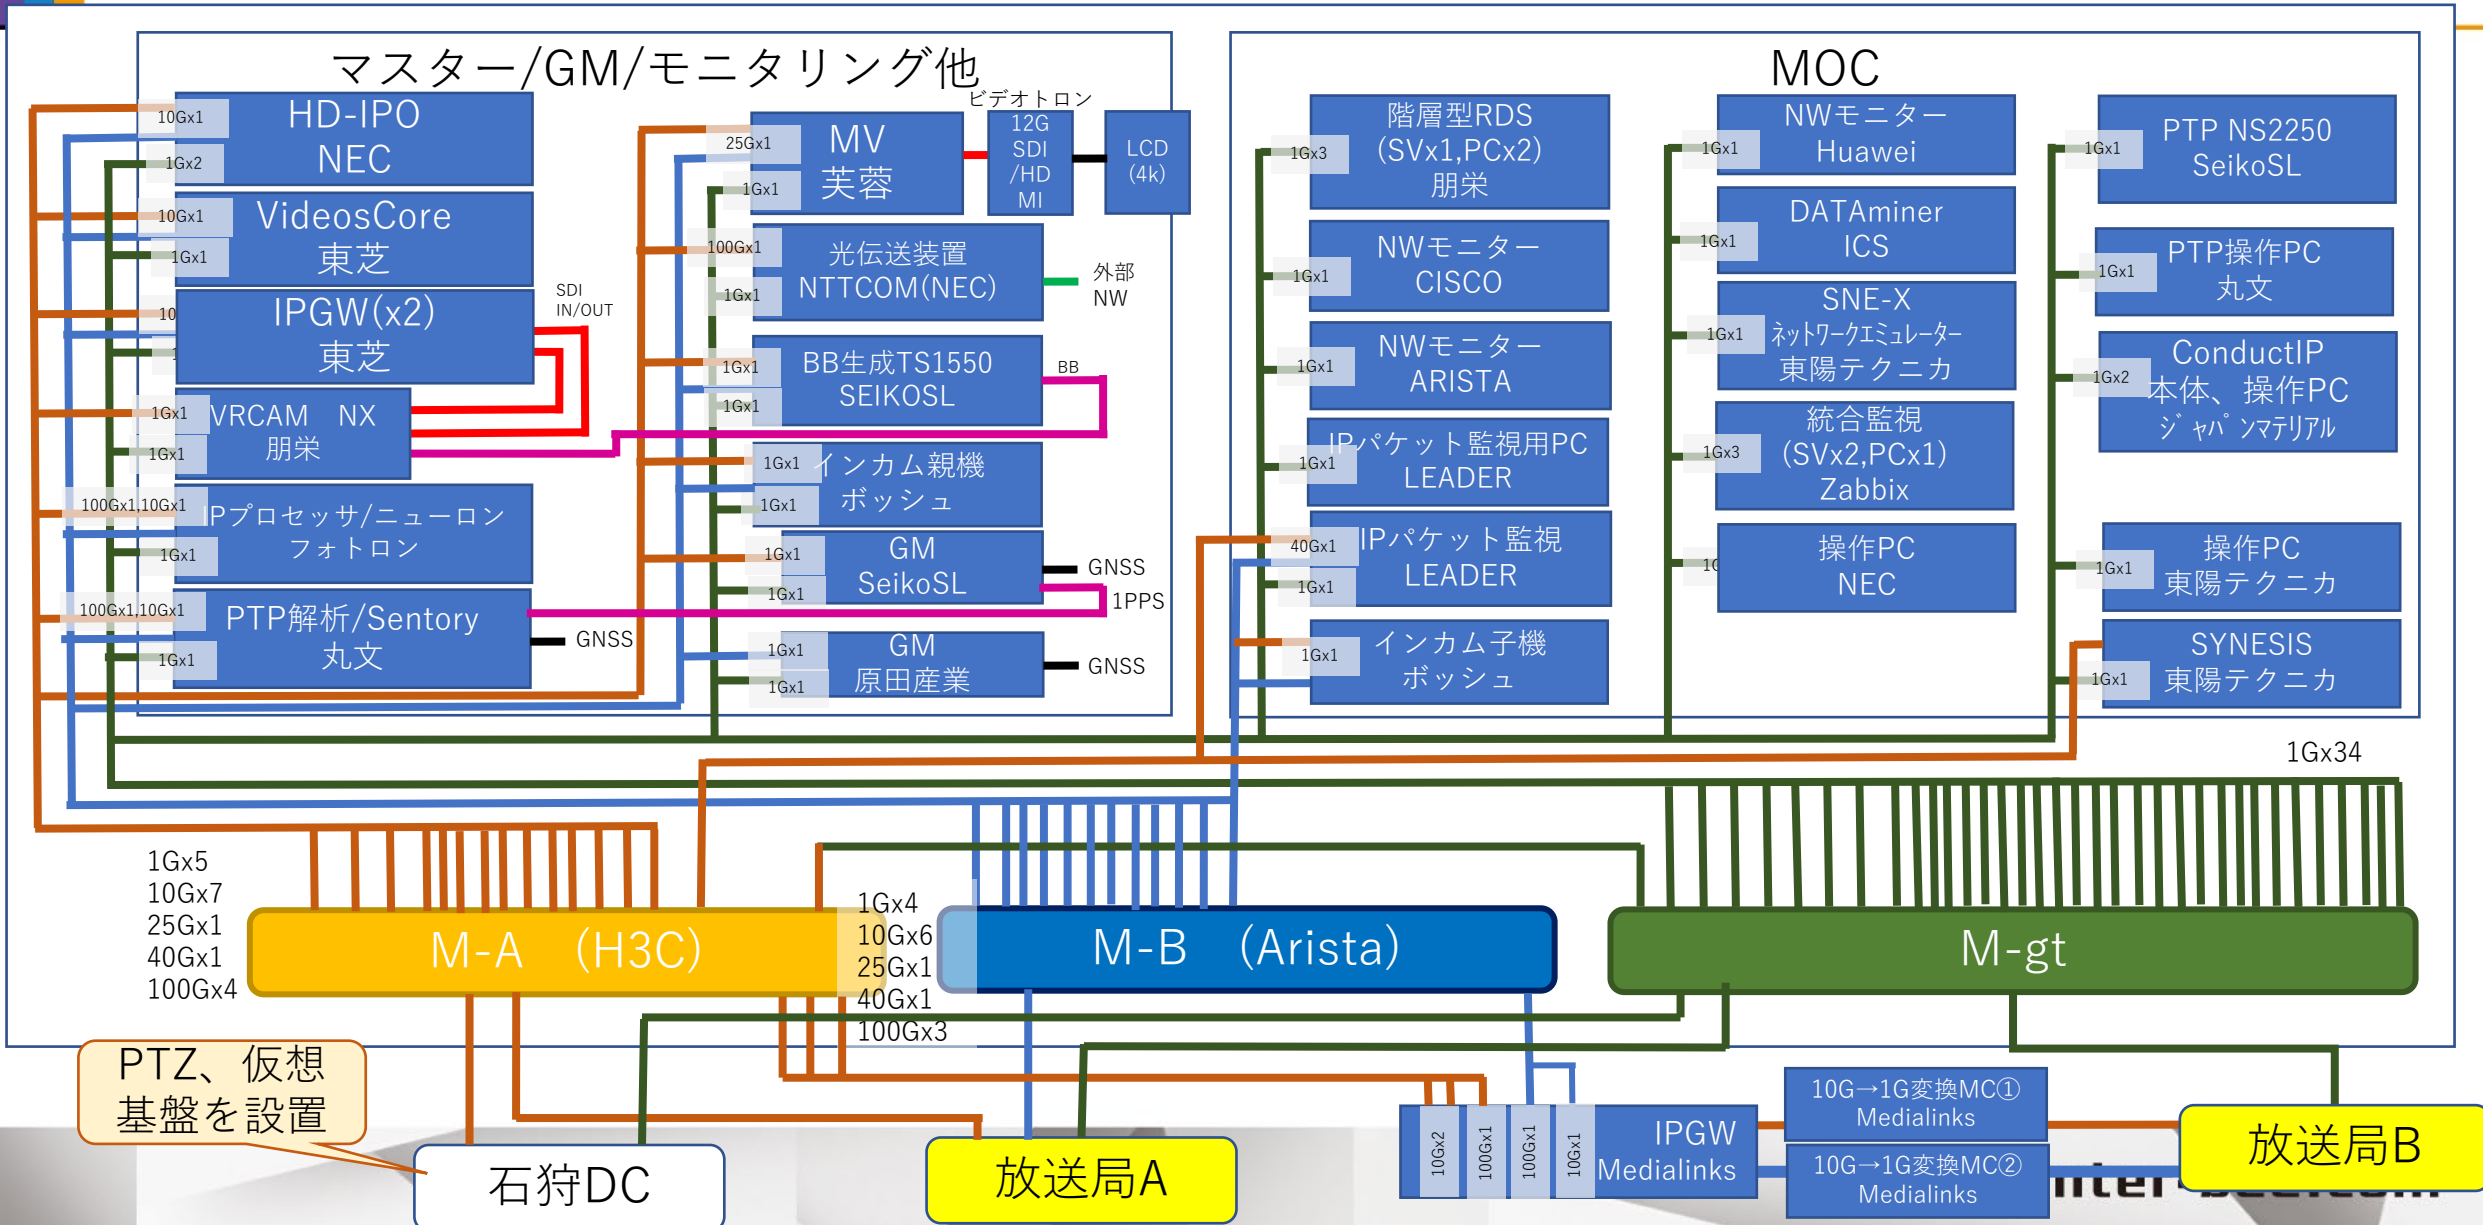 マスター/GM/モニタリング他
10Gx1
1Gx2
HD-IPO
NEC
10Gx1
1Gx1
VideosCore
東芝
10
IPGW(x2)
東芝
SDI
IN/OUT
1Gx1
1Gx1
VRCAM NX
朋栄
100Gx1,10Gx1
1Gx1
IPプロセッサ/ニューロン
フォトロン
100Gx1,10Gx1
1Gx1
PTP解析/Sentory
丸文
GNSS
25Gx1
1Gx1
MV
芙蓉
ビデオトロン
12G
SDI
/HD
MI
LCD
(4k)
100Gx1
1Gx1
光伝送装置
NTTCOM(NEC)
外部
NW
1Gx1
1Gx1
BB生成TS1550
SEIKOSL
BB
1Gx1
1Gx1
インカム親機
ボッシュ
1Gx1
1Gx1
GM
SeikoSL
GNSS
1PPS
1Gx1
1Gx1
GM
原田産業
GNSS
MOC
1Gx3
階層型RDS
(SVx1,PCx2)
朋栄
1Gx1
NWモニター
CISCO
1Gx1
NWモニター
ARISTA
1Gx1
IPパケット監視用PC
LEADER
40Gx1
1Gx1
IPパケット監視
LEADER
1Gx1
インカム子機
ボッシュ
1Gx1
NWモニター
Huawei
1Gx1
DATAminer
ICS
1Gx1
SNE-X
ネットワークエミュレーター
東陽テクニカ
1Gx3
統合監視
(SVx2,PCx1)
Zabbix
操作PC
NEC
1Gx1
PTP NS2250
SeikoSL
1Gx1
PTP操作PC
丸文
1Gx2
ConductIP
本体、操作PC
ジャパンマテリアル
1Gx1
操作PC
東陽テクニカ
1Gx1
SYNESIS
東陽テクニカ
1Gx34
1Gx5
10Gx7
25Gx1
40Gx1
100Gx4
M-A (H3C)
1Gx4
10Gx6
25Gx1
40Gx1
100Gx3
M-B (Arista)
M-gt
PTZ、仮想
基盤を設置
石狩DC
放送局A
10Gx2
100Gx1
100Gx1
10Gx1
IPGW
Medialinks
10G→1G変換MC①
Medialinks
10G→1G変換MC②
Medialinks
放送局B